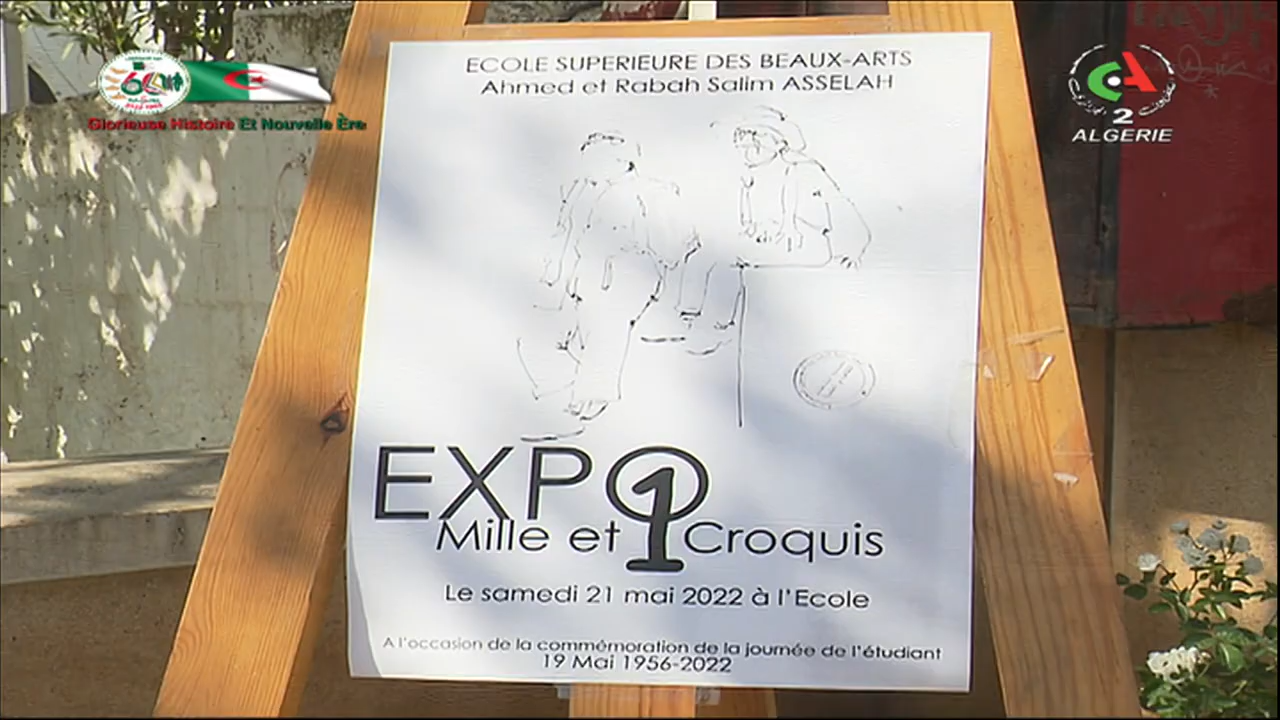 ECOLE SUPERIEURE DES BEAUX-ARTS
Ahmed et Rabah Salim ASSELAH
60
Glorieuse Histoire Et Nouvelle Ère
2
ALGERIE
EXPO
Mille et 1 Croquis
Le samedi 21 mai 2022 à l'Ecole
A l'occasion de la commémoration de la journée de l'étudiant
19 Mai 1956-2022